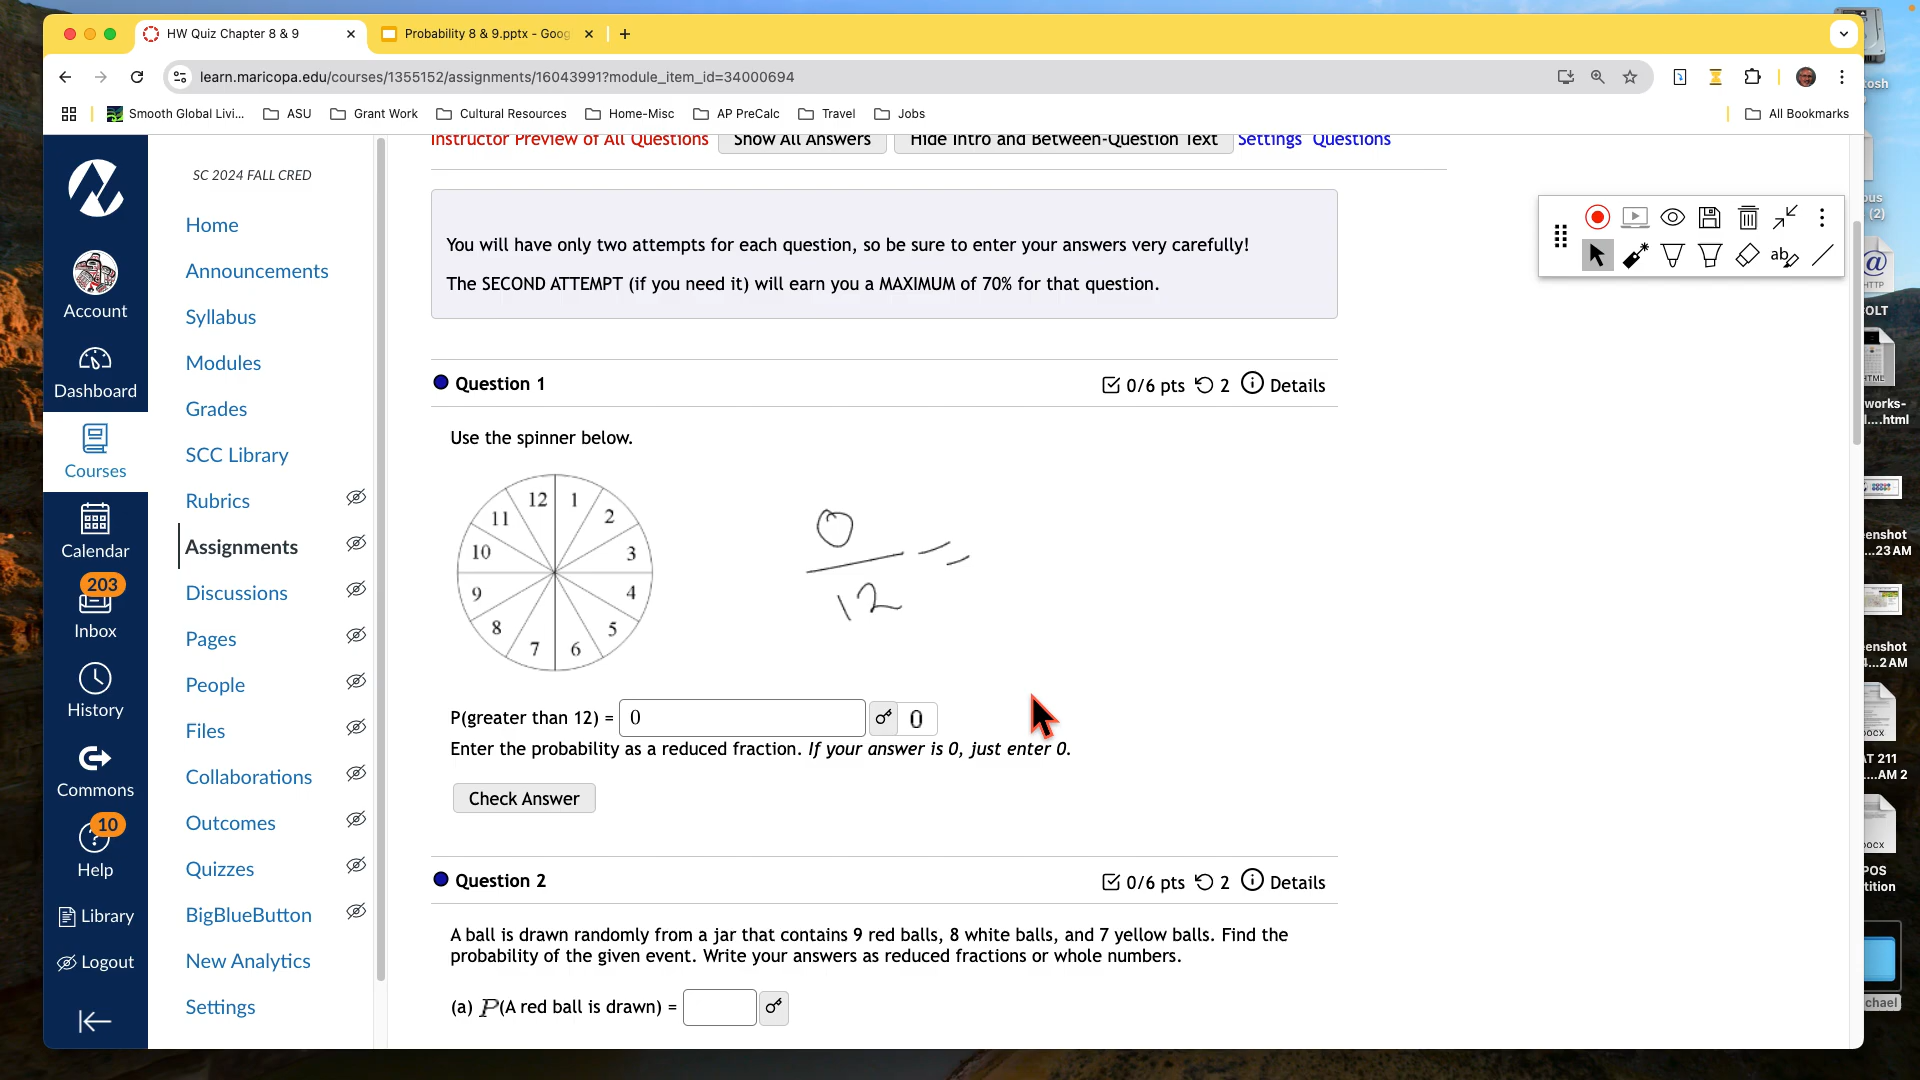 HW Quiz Chapter 8 & 9
Probability 8 & 9.pptx - Goog
learn.maricopa.edu/courses/1355152/assignments/16043991?module_item_id=34000694
Smooth Global Livi...
ASU
Grant Work
Cultural Resources
Home-Misc
AP PreCalc
Travel
Jobs
All Bookmarks
Account
Dashboard
Courses
Calendar
203
Inbox
History
Commons
10
Help
Library
Logout
SC 2024 FALL CRED
Home
Announcements
Syllabus
Modules
Grades
SCC Library
Rubrics
Assignments
Discussions
Pages
People
Files
Collaborations
Outcomes
Quizzes
BigBlueButton
New Analytics
Settings
Instructor Preview of All Questions Show All Answers Hide Intro and Between-Question Text Settings Questions
You will have only two attempts for each question, so be sure to enter your answers very carefully!
The SECOND ATTEMPT (if you need it) will earn you a MAXIMUM of 70% for that question.
Question 1
0/6 pts 2 Details
Use the spinner below.
12 1
11 2
10 3
9 4
8 5
7 6
0
=
12
P(greater than 12) = 0 0
Enter the probability as a reduced fraction. If your answer is 0, just enter 0.
Check Answer
Question 2
0/6 pts 2 Details
A ball is drawn randomly from a jar that contains 9 red balls, 8 white balls, and 7 yellow balls. Find the
probability of the given event. Write your answers as reduced fractions or whole numbers.
(a) P(A red ball is drawn) =
ab
(2)
HTTP
HTML
...23 AM
...2 AM
211
....AM 2